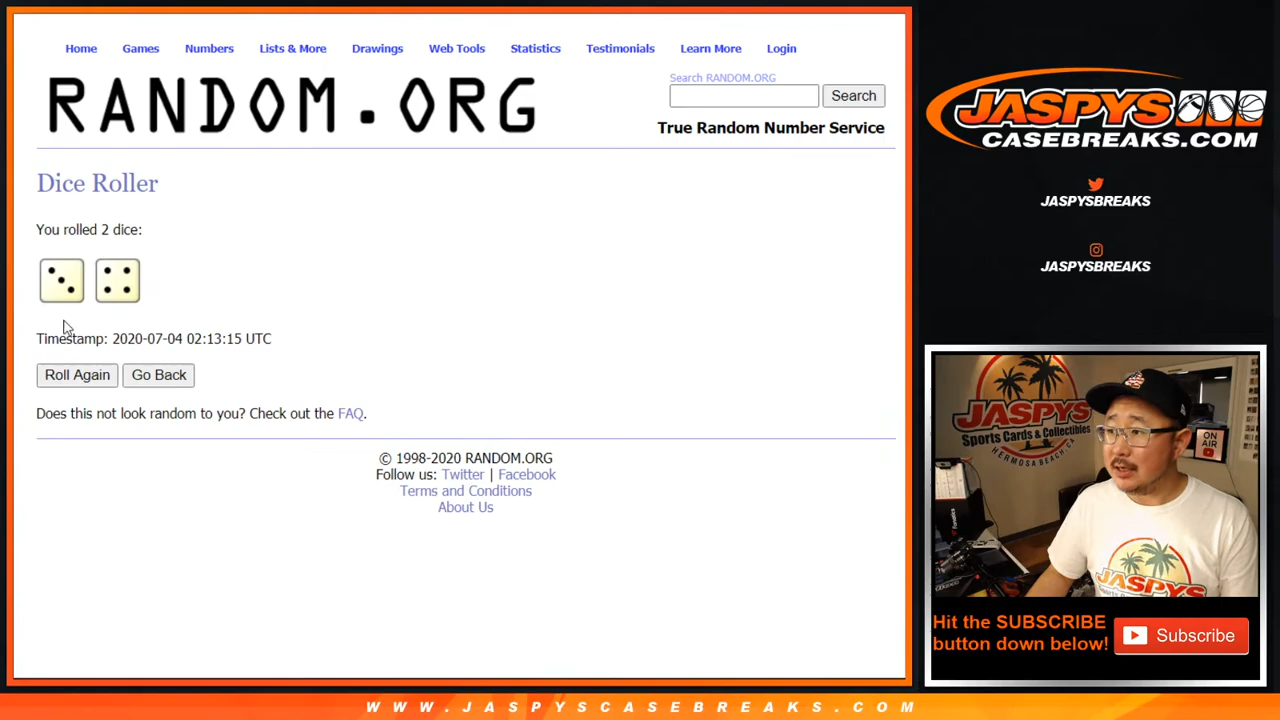 Home Games Numbers Lists & More Drawings Web Tools Statistics Testimonials Learn More Login
RANDOM.ORG
Search RANDOM.ORG
Search
True Random Number Service
Dice Roller
You rolled 2 dice:
Timestamp: 2020-07-04 02:13:15 UTC
Roll Again Go Back
Does this not look random to you? Check out the FAQ.
© 1998-2020 RANDOM.ORG
Follow us: Twitter | Facebook
Terms and Conditions
About Us
JASPYS
CASEBREAKS.COM
JASPYSBREAKS
JASPYSBREAKS
JASPYS
Sports Cards & Collectibles
HERMOSA BEACH, CA
ON AIR
Fanatics
JASPYS
Hit the SUBSCRIBE
button down below!
Subscribe
WWW.JASPYSCASEBREAKS.COM